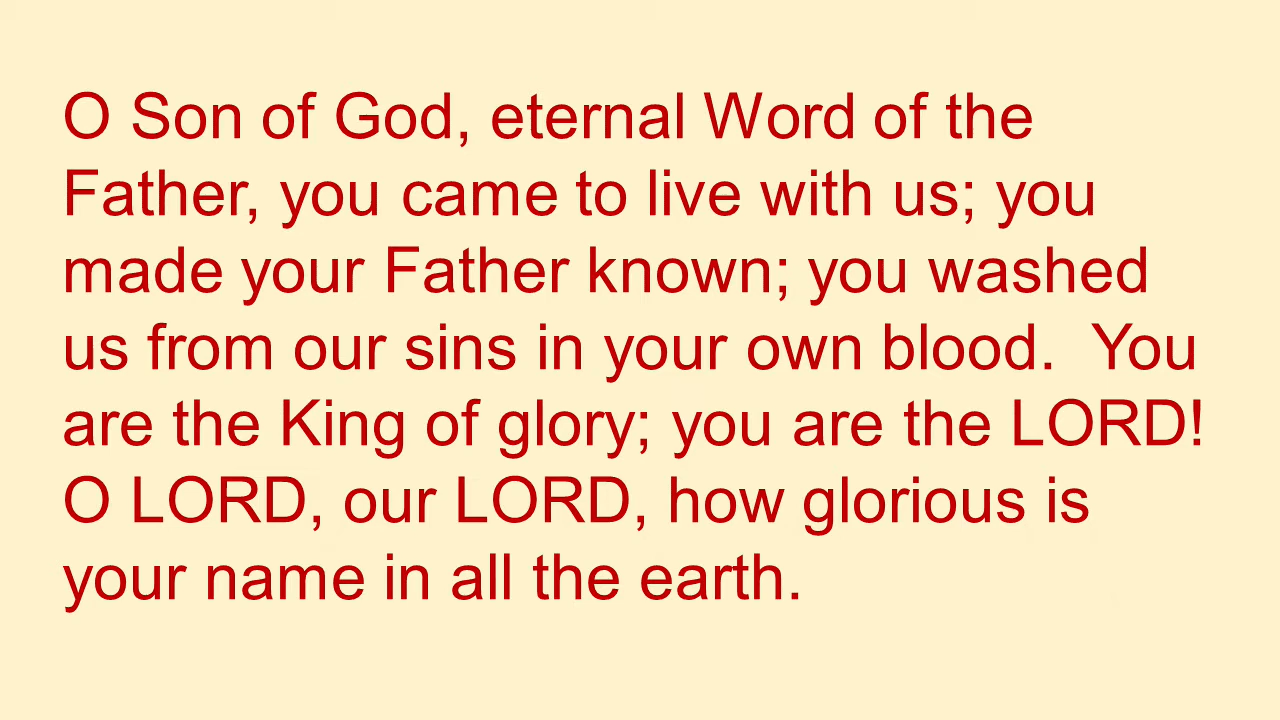 O Son of God, eternal Word of the
Father, you came to live with us; you
made your Father known; you washed
us from our sins in your own blood.  You
are the King of glory; you are the LORD!
O LORD, our LORD, how glorious is
your name in all the earth.